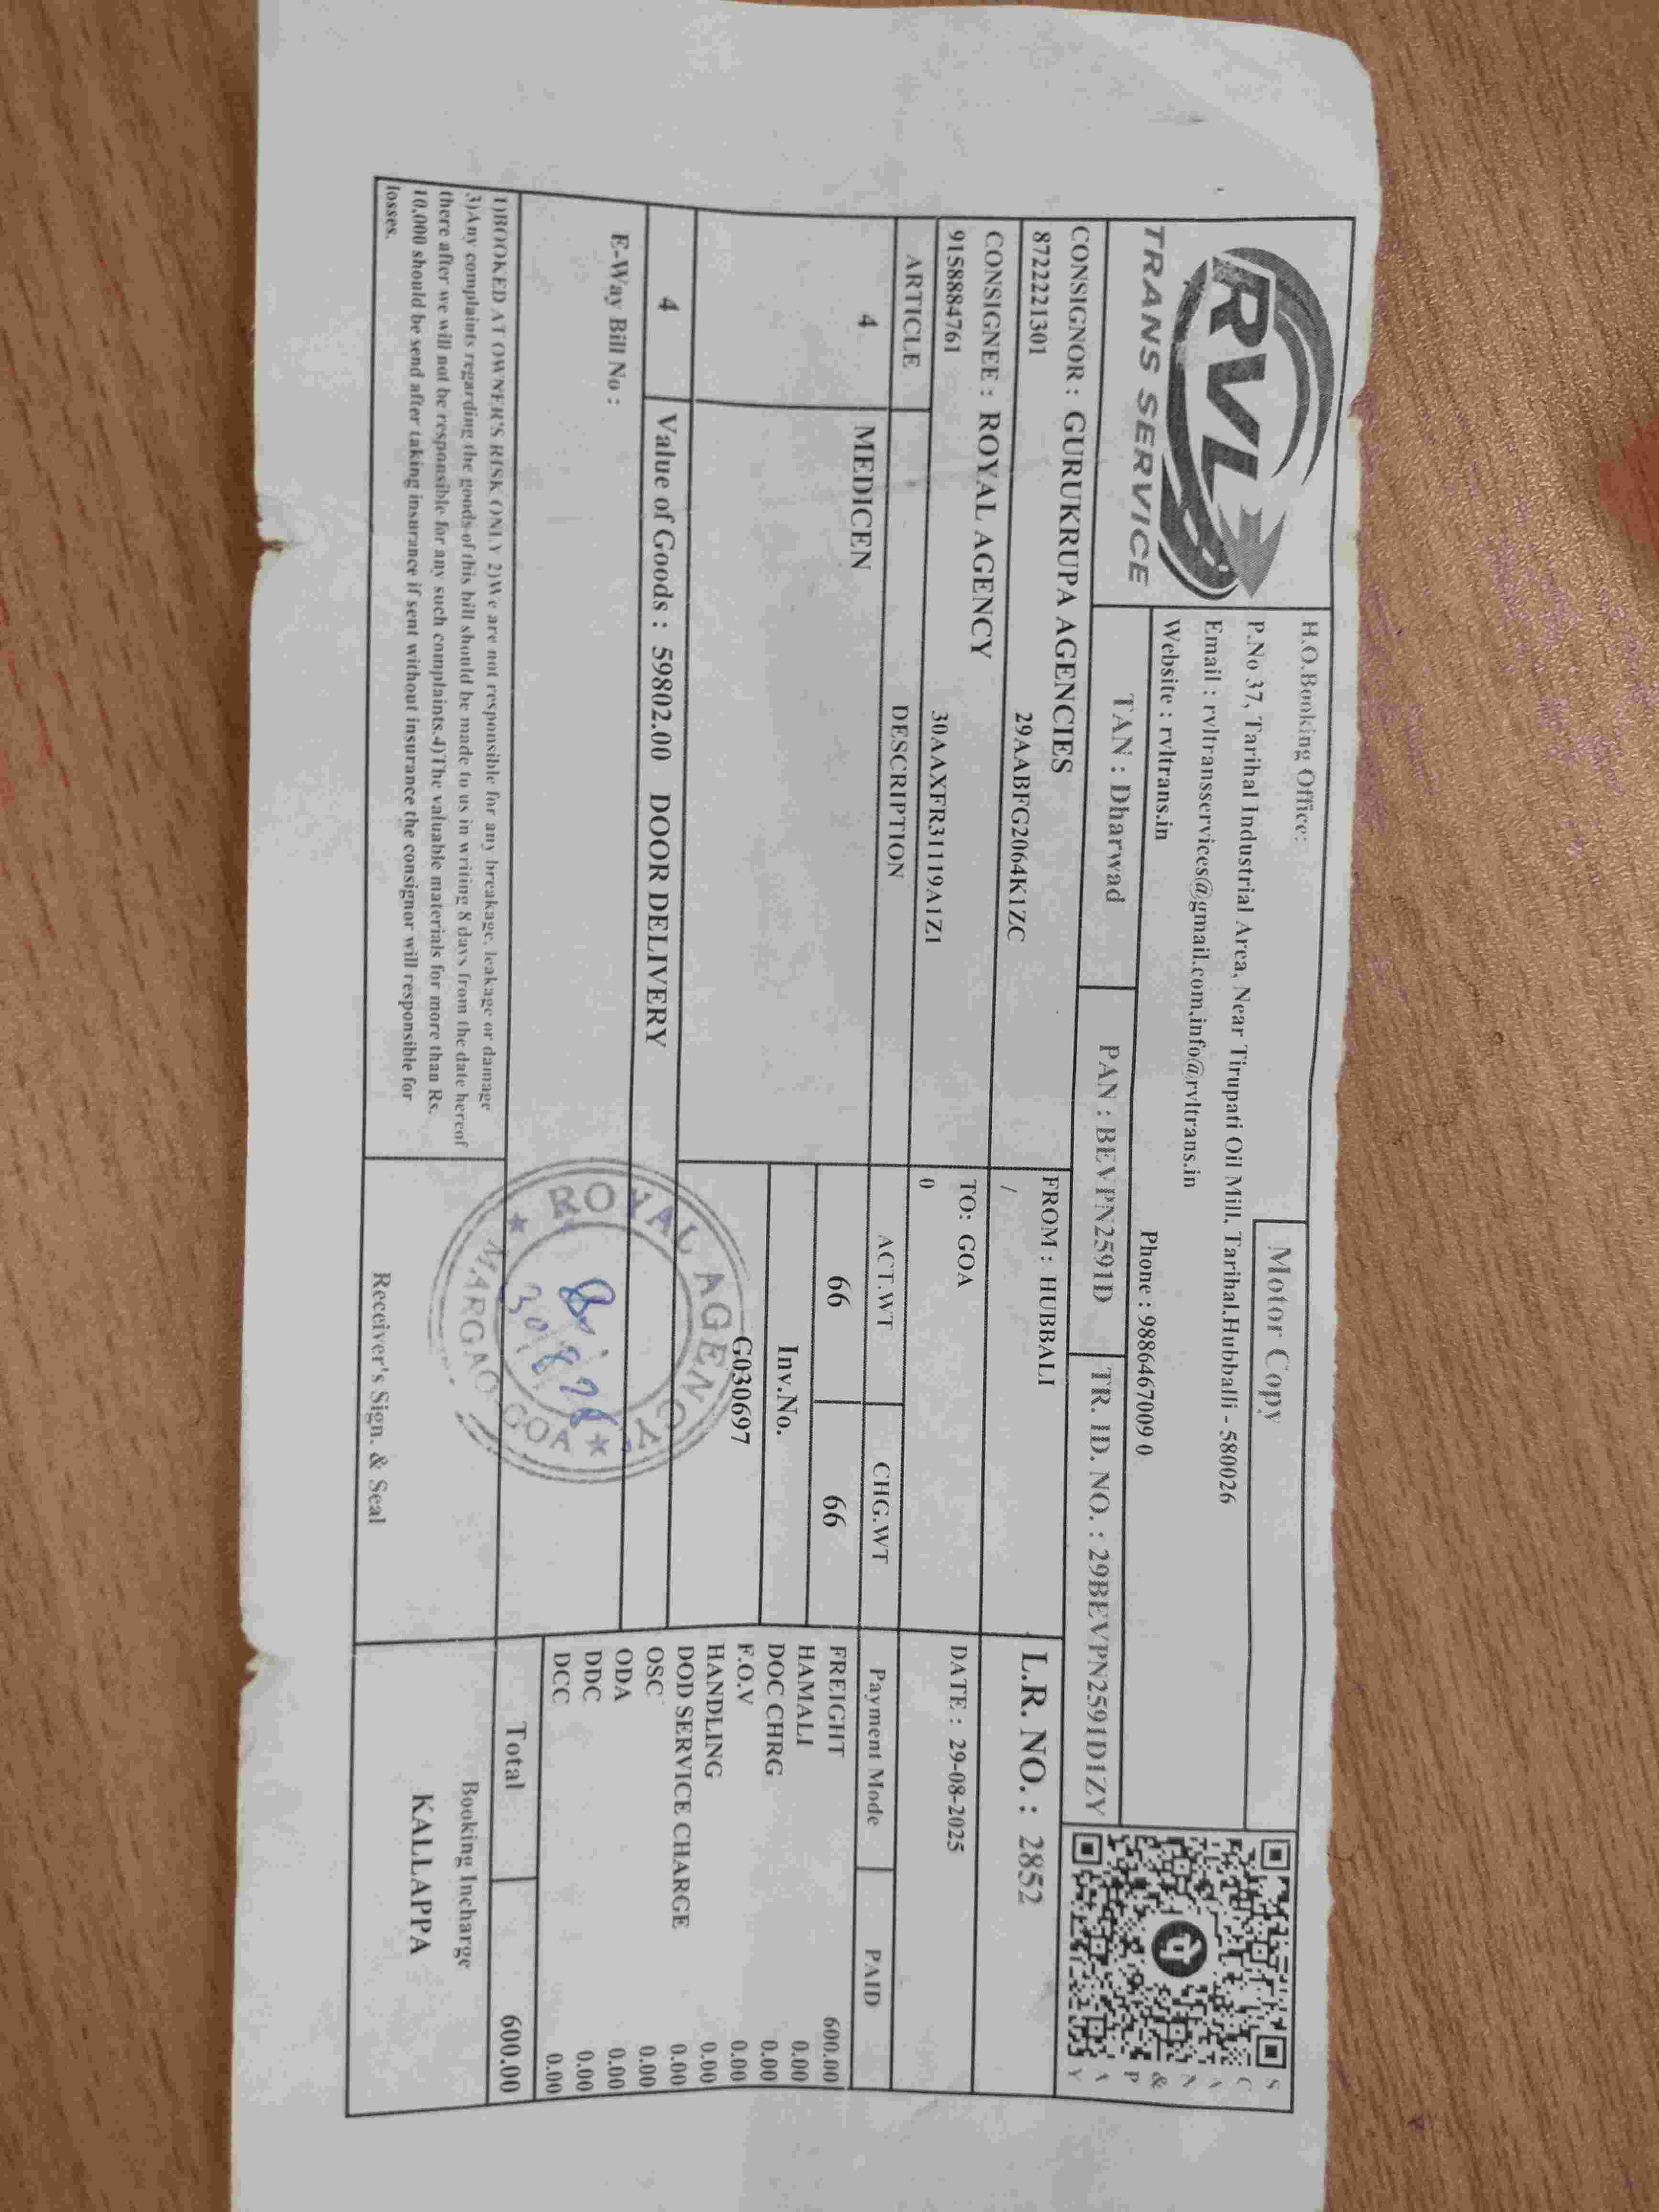 RVL
TRANS SERVICE
H.O.Booking Office:
Motor Copy
P.No 37, Tarihal Industrial Area, Near Tirupati Oil Mill, Tarihal,Hubballi - 580026
Email : rvltransservices@gmail.com,info@rvltrans.in
Website : rvltrans.in
Phone : 9886467009 0
SCAN & PAY
TAN : Dharwad
PAN : BEVPN2591D
TR. ID. NO. : 29BEVPN2591D1ZY
CONSIGNOR : GURUKRUPA AGENCIES
8722221301 29AABFG2064K1ZC
FROM : HUBBALI
/
L.R. NO. : 2852
CONSIGNEE : ROYAL AGENCY
9158884761 30AAXFR31119A1Z1
TO: GOA
0
DATE : 29-08-2025
ARTICLE DESCRIPTION ACT.WT CHG.WT Payment Mode PAID
4 MEDICEN 66 66
Inv.No.
G030697
FREIGHT 600.00
HAMALI 0.00
DOC CHRG 0.00
F.O.V 0.00
HANDLING 0.00
DOD SERVICE CHARGE 0.00
OSC 0.00
ODA 0.00
DDC 0.00
DCC 0.00
4 Value of Goods : 59802.00 DOOR DELIVERY
E-Way Bill No :
Total 600.00
ROYAL AGENCY
MARGAO GOA
1)BOOKED AT OWNER'S RISK ONLY 2)We are not responsible for any breakage, leakage or damage
3)Any complaints regarding the goods of this bill should be made to us in writing 8 days from the date hereof
there after we will not be responsible for any such complaints.4)The valuable materials for more than Rs.
10,000 should be send after taking insurance if sent without insurance the consignor will responsible for
losses.
Receiver's Sign. & Seal
Booking Incharge
KALLAPPA